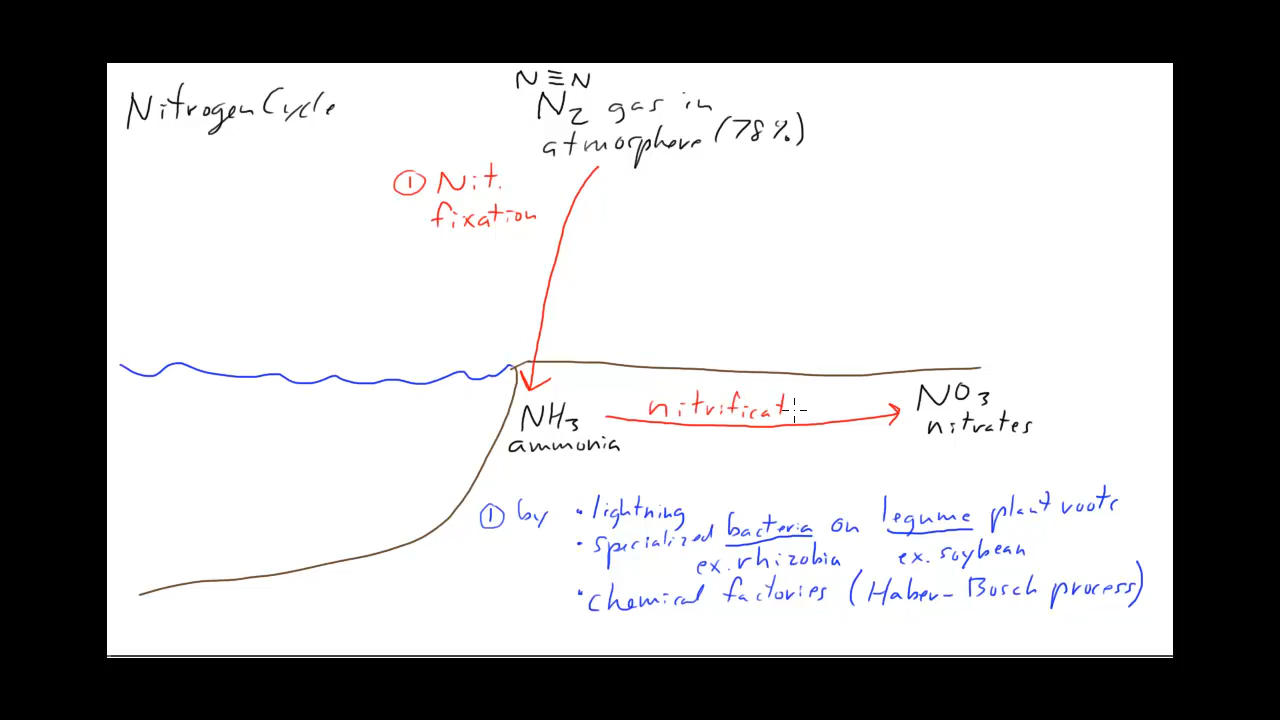 Nitrogen Cycle
N≡N
N2 gas in
atmosphere (78%)
① Nit.
fixation
NH3
ammonia
nitrificat
NO3
nitrates
① by
• lightning
• specialized bacteria on legume plant roots
ex. rhizobia
ex. soybean
• chemical factories (Haber-Bosch process)